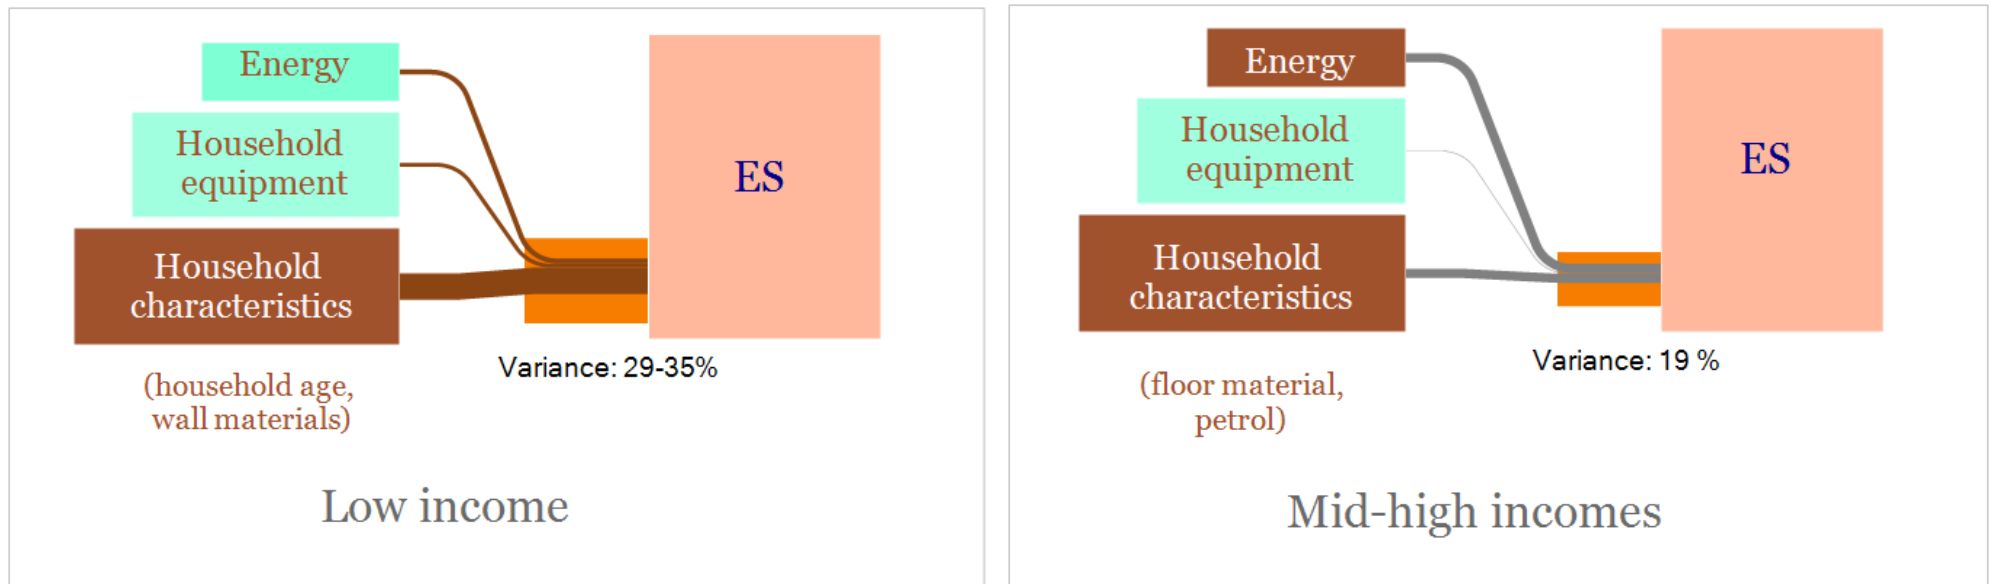 Energy
Household
equipment
Household
characteristics
(household age,
wall materials)
ES
Variance: 29-35%
Low income
Energy
Household
equipment
Household
characteristics
(floor material,
petrol)
ES
Variance: 19 %
Mid-high incomes